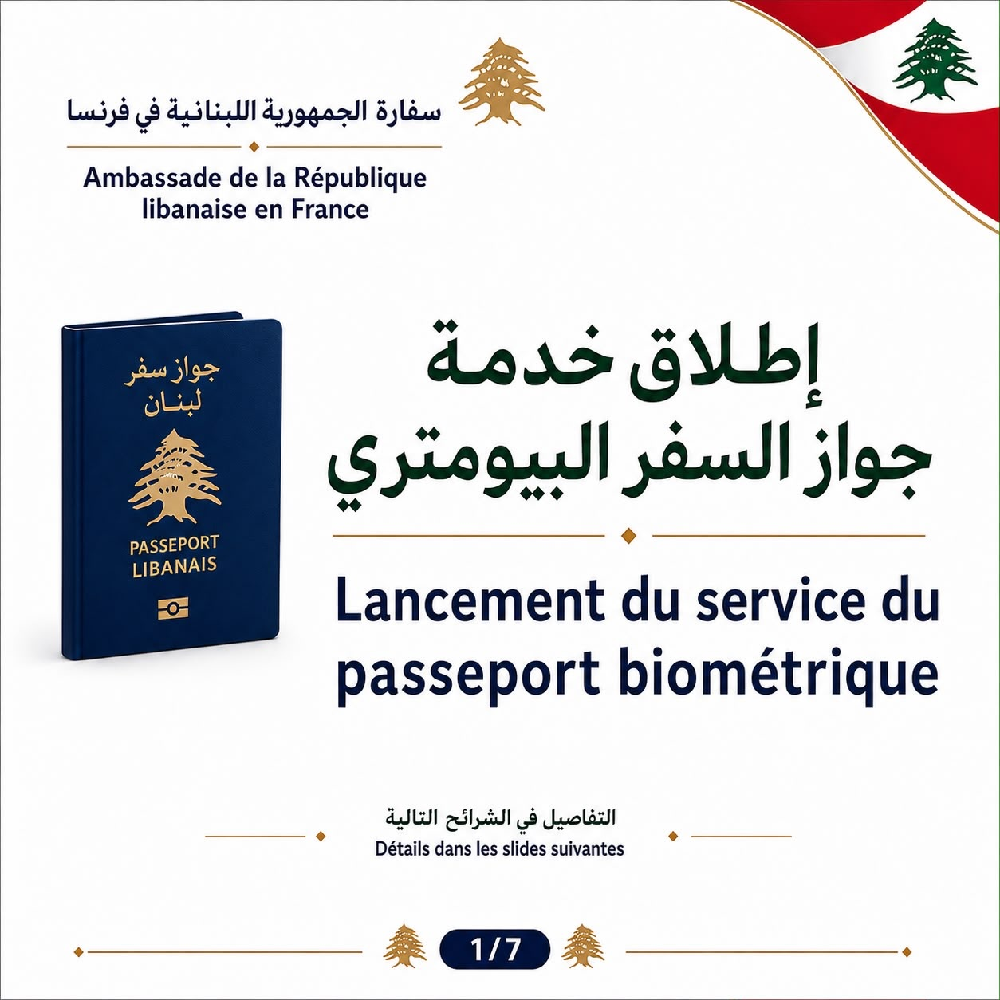 سفارة الجمهورية اللبنانية في فرنسا
Ambassade de la République
libanaise en France
جواز سفر
لبنان
PASSEPORT
LIBANAIS
إطلاق خدمة
جواز السفر البيومتري
Lancement du service du
passeport biométrique
التفاصيل في الشرائح التالية
Détails dans les slides suivantes
1/7